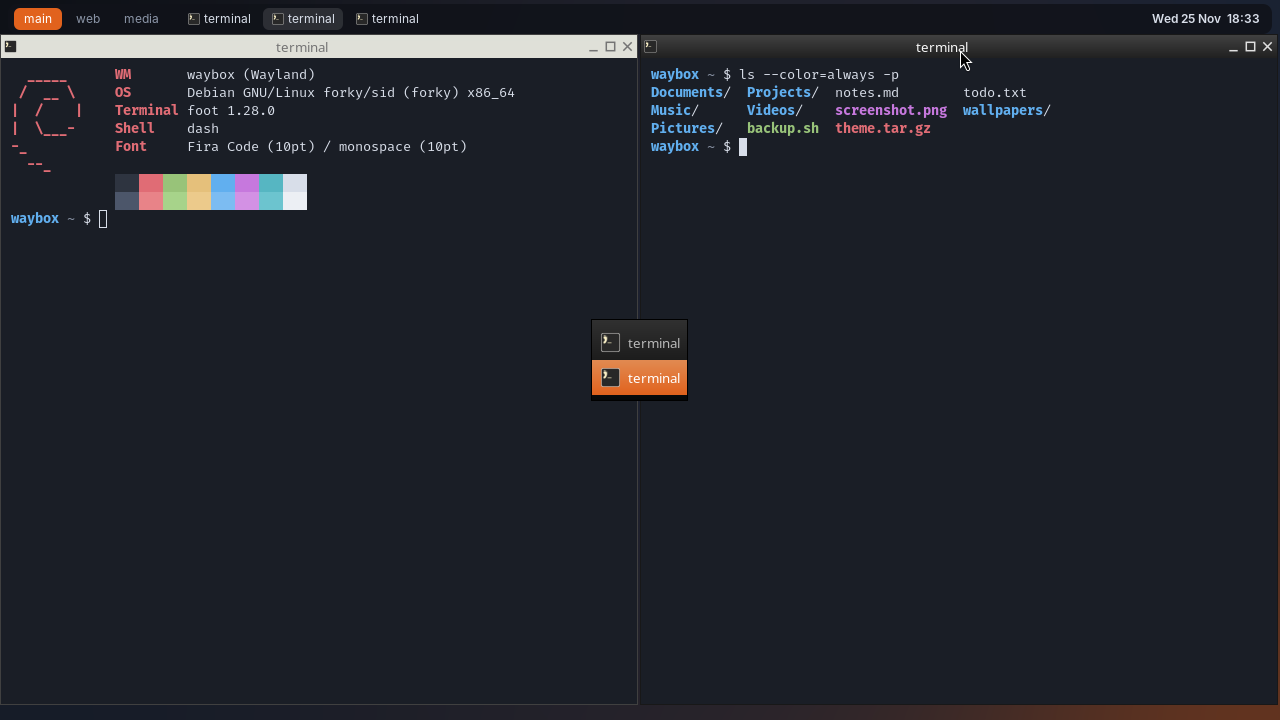 main web media terminal terminal terminal Wed 25 Nov 18:33
terminal
WM waybox (Wayland)
OS Debian GNU/Linux forky/sid (forky) x86_64
Terminal foot 1.28.0
Shell dash
Font Fira Code (10pt) / monospace (10pt)
waybox ~ $
terminal
waybox ~ $ ls --color=always -p
Documents/ Projects/ notes.md todo.txt
Music/ Videos/ screenshot.png wallpapers/
Pictures/ backup.sh theme.tar.gz
waybox ~ $
terminal
terminal